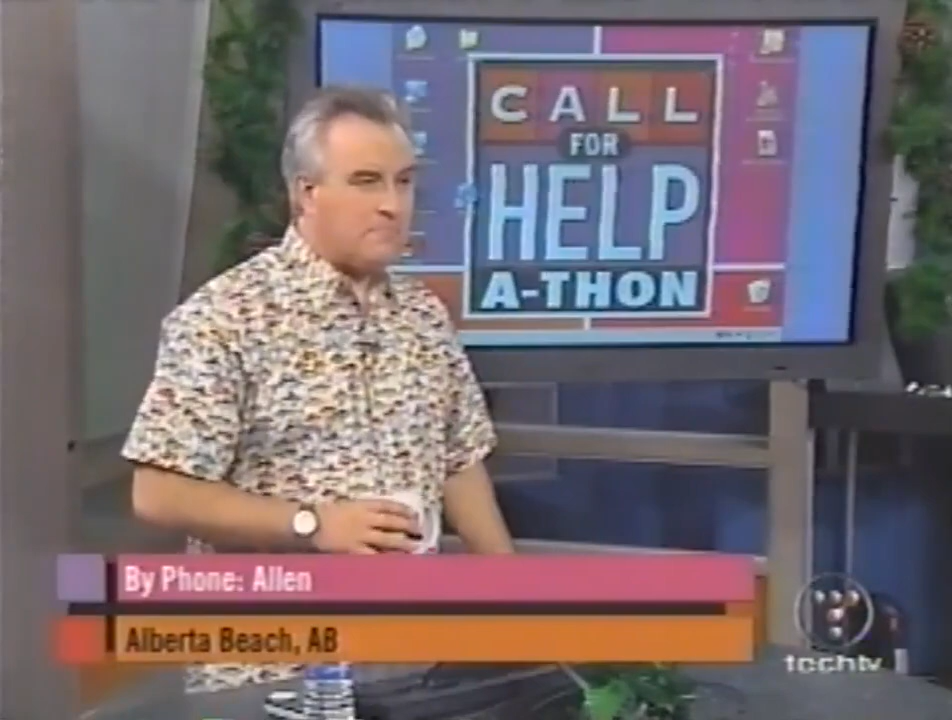 CALL
FOR
HELP
A-THON
By Phone: Allen
Alberta Beach, AB
techtv